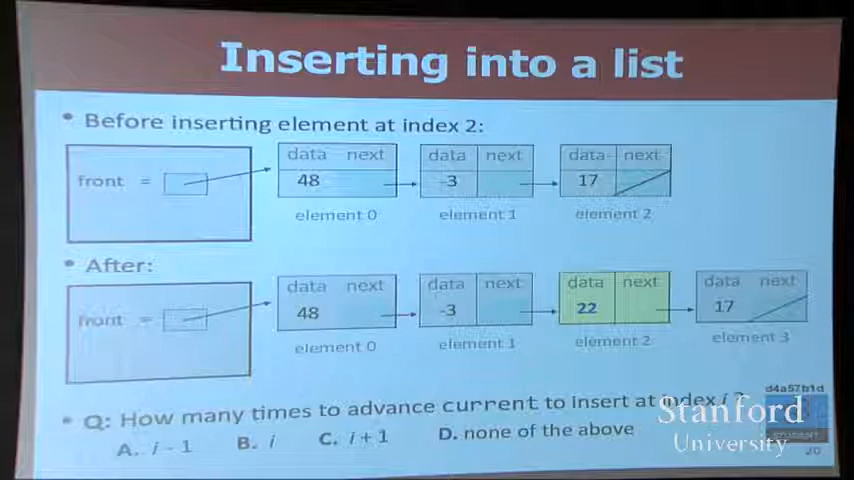 Inserting into a list
• Before inserting element at index 2:
front =
data next
48
element 0
data next
-3
element 1
data next
17
element 2
• After:
front =
data next
48
element 0
data next
-3
element 1
data next
22
element 2
data next
17
element 3
• Q: How many times to advance current to insert at index i ?
A. i - 1 B. i C. i + 1 D. none of the above
d4a57b1d
STUDENT
20
Stanford
University